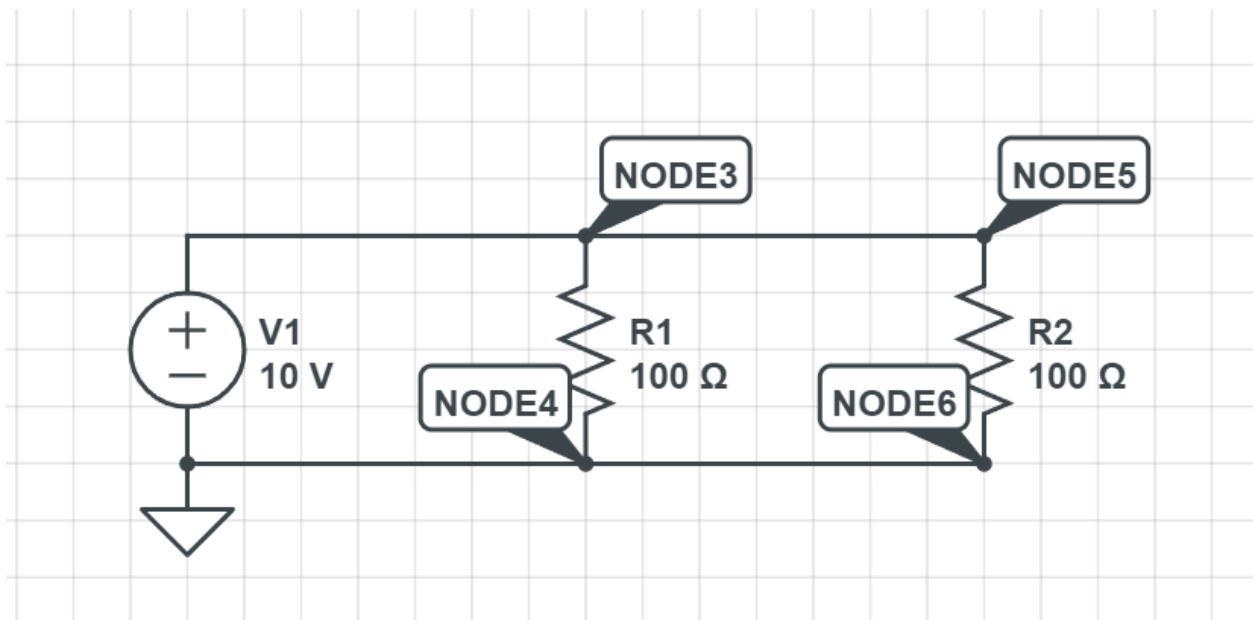 NODE3
NODE5
+
−
V1
10 V
R1
100 Ω
R2
100 Ω
NODE4
NODE6